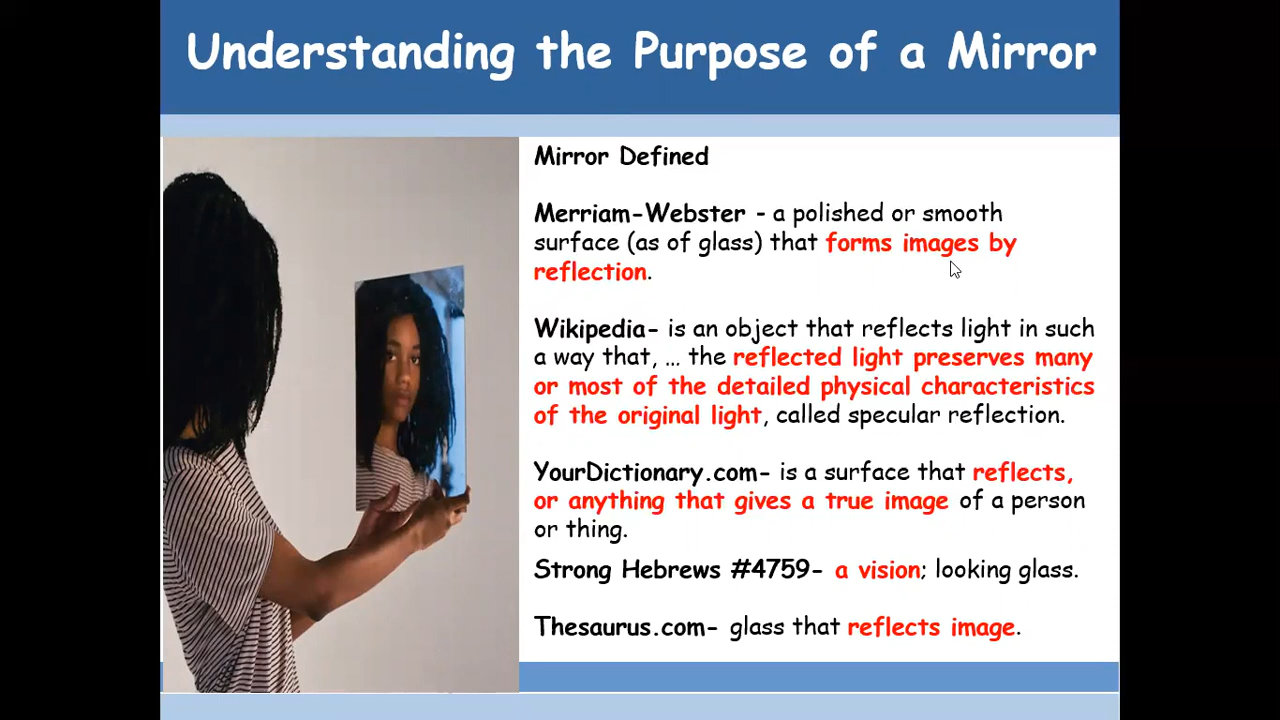 Understanding the Purpose of a Mirror
Mirror Defined
Merriam-Webster - a polished or smooth
surface (as of glass) that forms images by
reflection.
Wikipedia- is an object that reflects light in such
a way that, ... the reflected light preserves many
or most of the detailed physical characteristics
of the original light, called specular reflection.
YourDictionary.com- is a surface that reflects,
or anything that gives a true image of a person
or thing.
Strong Hebrews #4759- a vision; looking glass.
Thesaurus.com- glass that reflects image.